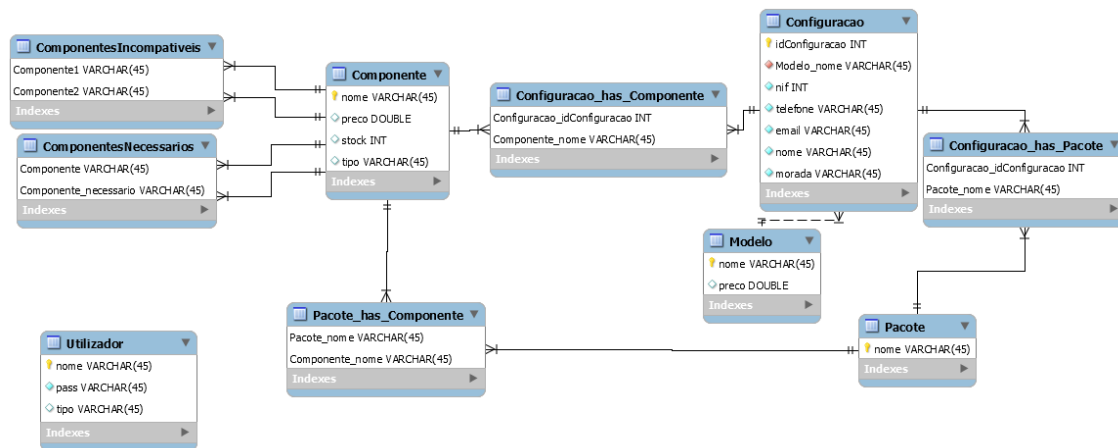 ComponentesIncompativeis
Componente1 VARCHAR(45)
Componente2 VARCHAR(45)
Indexes
ComponentesNecessarios
Componente VARCHAR(45)
Componente_necessario VARCHAR(45)
Indexes
Componente
nome VARCHAR(45)
preco DOUBLE
stock INT
tipo VARCHAR(45)
Indexes
Configuracao_has_Componente
Configuracao_idConfiguracao INT
Componente_nome VARCHAR(45)
Indexes
Configuracao
idConfiguracao INT
Modelo_nome VARCHAR(45)
nif INT
telefone VARCHAR(45)
email VARCHAR(45)
nome VARCHAR(45)
morada VARCHAR(45)
Indexes
Configuracao_has_Pacote
Configuracao_idConfiguracao INT
Pacote_nome VARCHAR(45)
Indexes
Modelo
nome VARCHAR(45)
preco DOUBLE
Indexes
Pacote_has_Componente
Pacote_nome VARCHAR(45)
Componente_nome VARCHAR(45)
Indexes
Pacote
nome VARCHAR(45)
Indexes
Utilizador
nome VARCHAR(45)
pass VARCHAR(45)
tipo VARCHAR(45)
Indexes